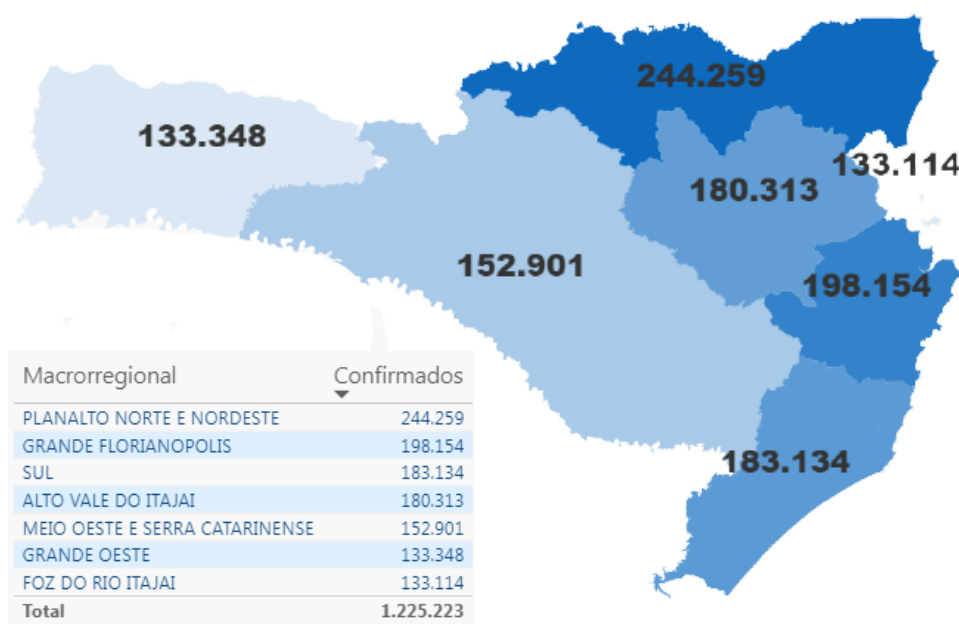 244.259
133.348
133.114
180.313
152.901
198.154
183.134
Macrorregional Confirmados
PLANALTO NORTE E NORDESTE 244.259
GRANDE FLORIANOPOLIS 198.154
SUL 183.134
ALTO VALE DO ITAJAI 180.313
MEIO OESTE E SERRA CATARINENSE 152.901
GRANDE OESTE 133.348
FOZ DO RIO ITAJAI 133.114
Total 1.225.223